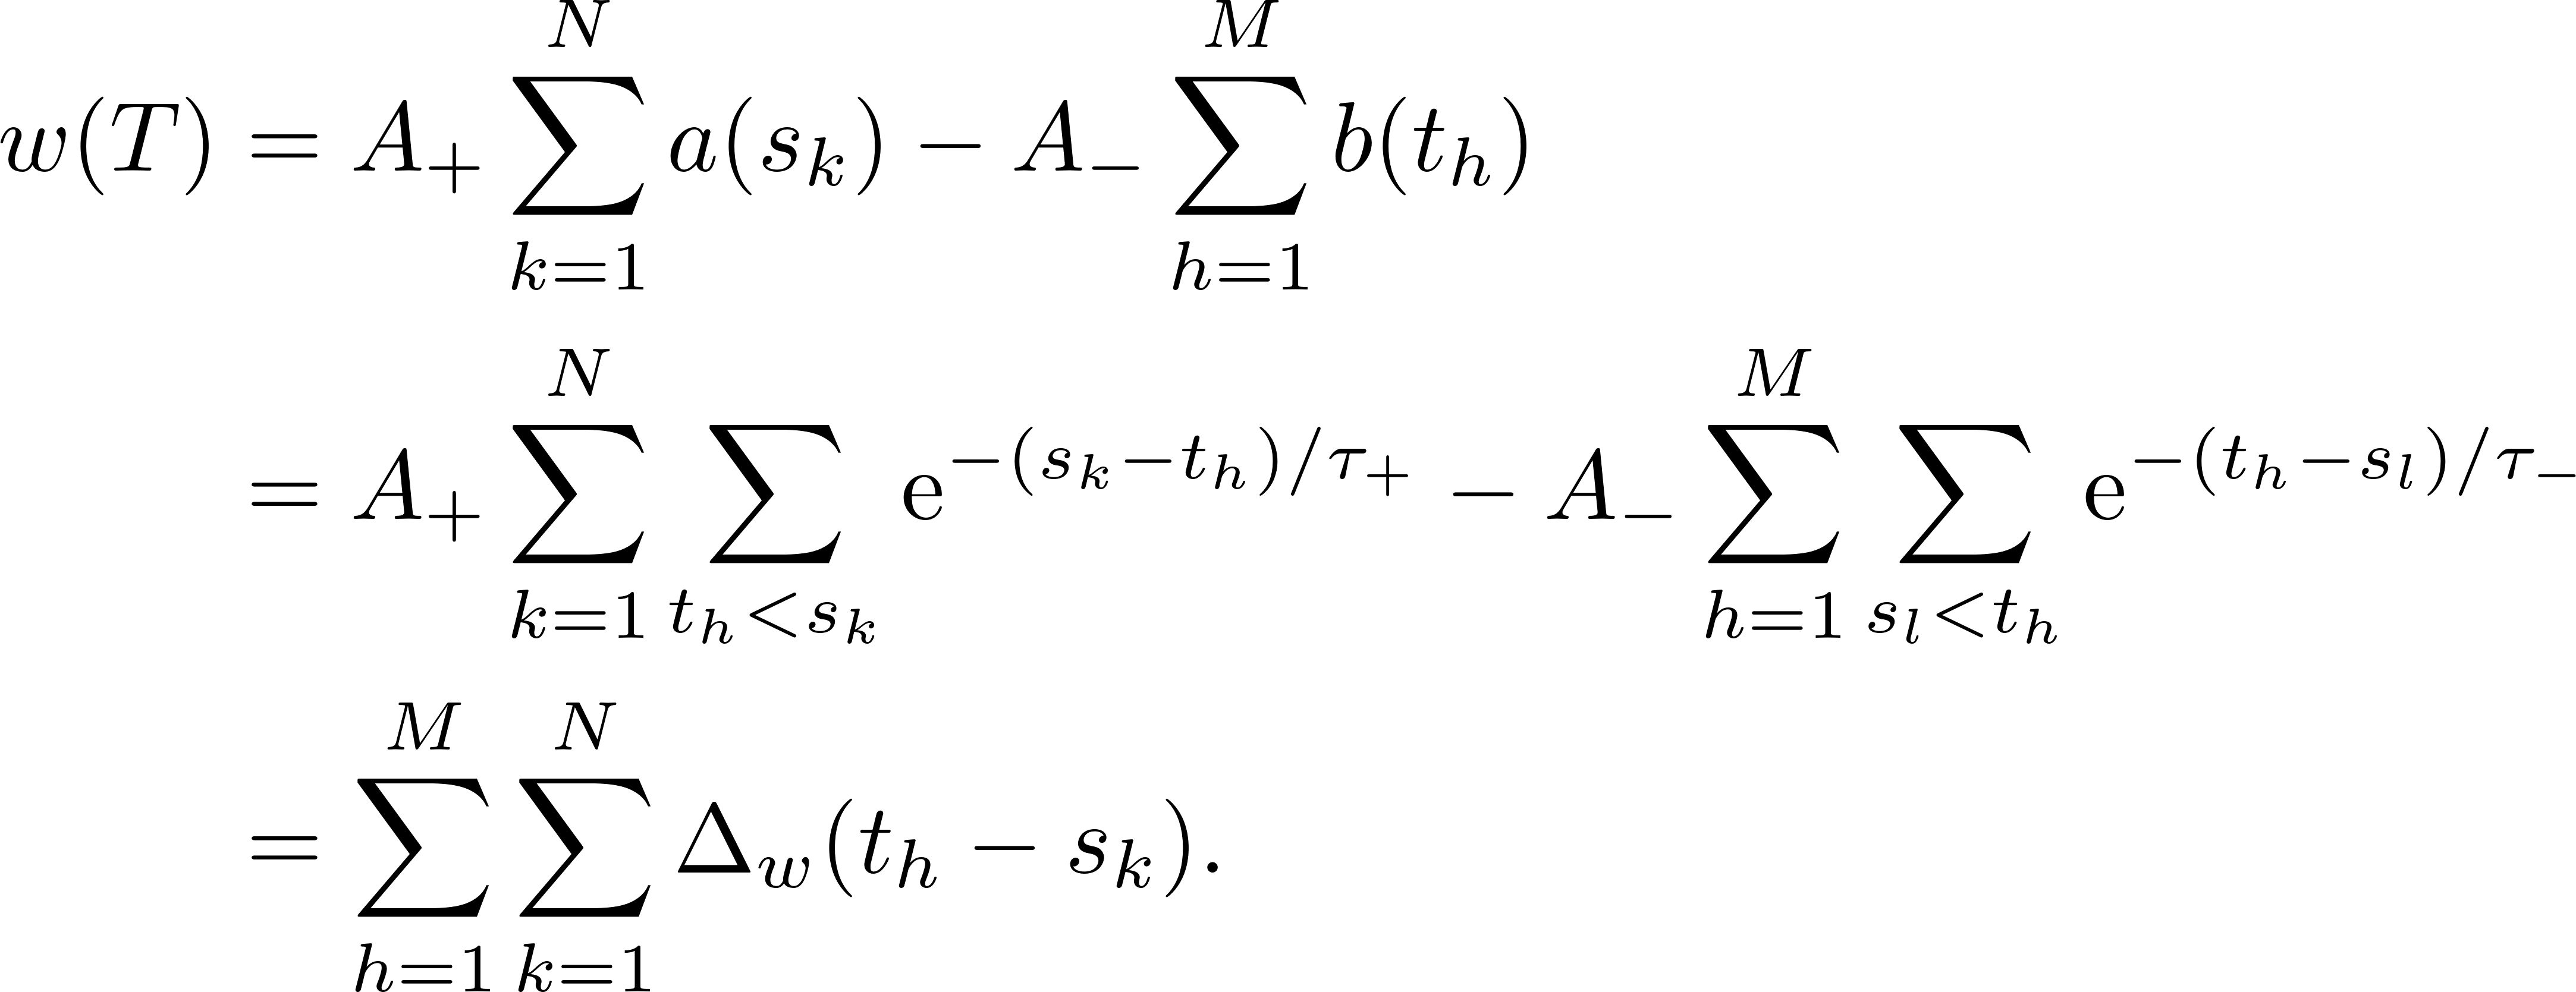 w(T) = A_+ \sum_{k=1}^{N} a(s_k) - A_- \sum_{h=1}^{M} b(t_h)
= A_+ \sum_{k=1}^{N} \sum_{t_h<s_k} e^{-(s_k-t_h)/\tau_+} - A_- \sum_{h=1}^{M} \sum_{s_l<t_h} e^{-(t_h-s_l)/\tau_-}
= \sum_{h=1}^{M} \sum_{k=1}^{N} \Delta_w(t_h - s_k).